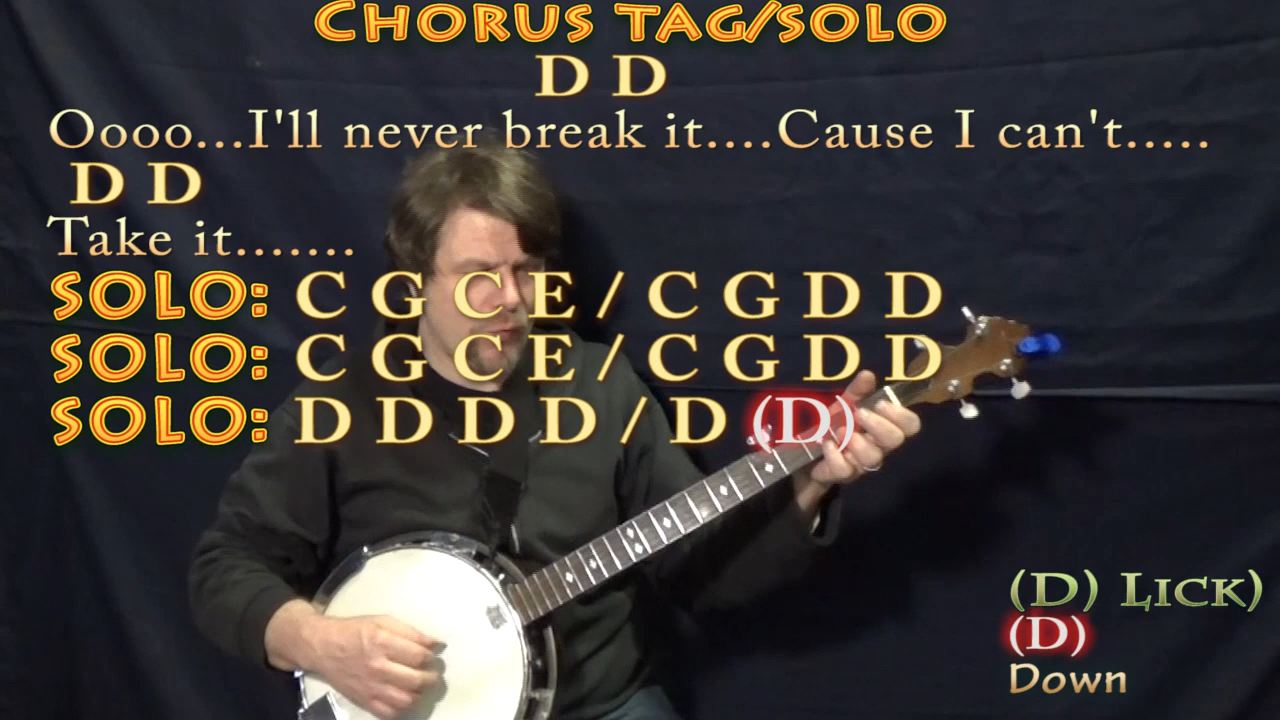 CHORUS TAG/SOLO
D D
Oooo...I'll never break it....Cause I can't.....
D D
Take it.......
SOLO: C G C E / C G D D
SOLO: C G C E / C G D D
SOLO: D D D D / D (D)
(D) LICK)
(D)
Down